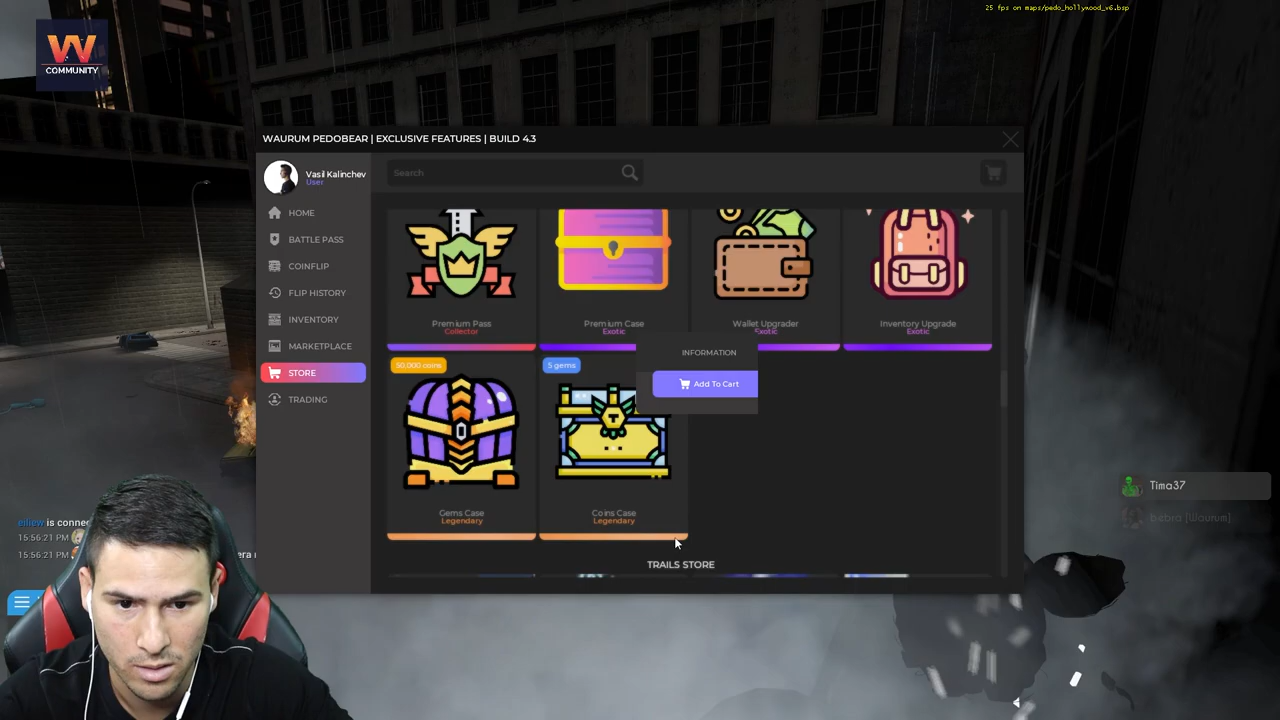 25 fps on maps/pedo_hollywood_v6.bsp
W
COMMUNITY
WAURUM PEDOBEAR | EXCLUSIVE FEATURES | BUILD 4.3
Vasil Kalinchev
User
Search
HOME
BATTLE PASS
COINFLIP
FLIP HISTORY
INVENTORY
MARKETPLACE
STORE
TRADING
Premium Pass
Collector
Premium Case
Exotic
Wallet Upgrader
Exotic
Inventory Upgrade
Exotic
INFORMATION
Add To Cart
50,000 coins
5 gems
Gems Case
Legendary
Coins Case
Legendary
TRAILS STORE
Tima37
bebra [Waurum]
is connec
15:56:21 PM
15:56:21 PM